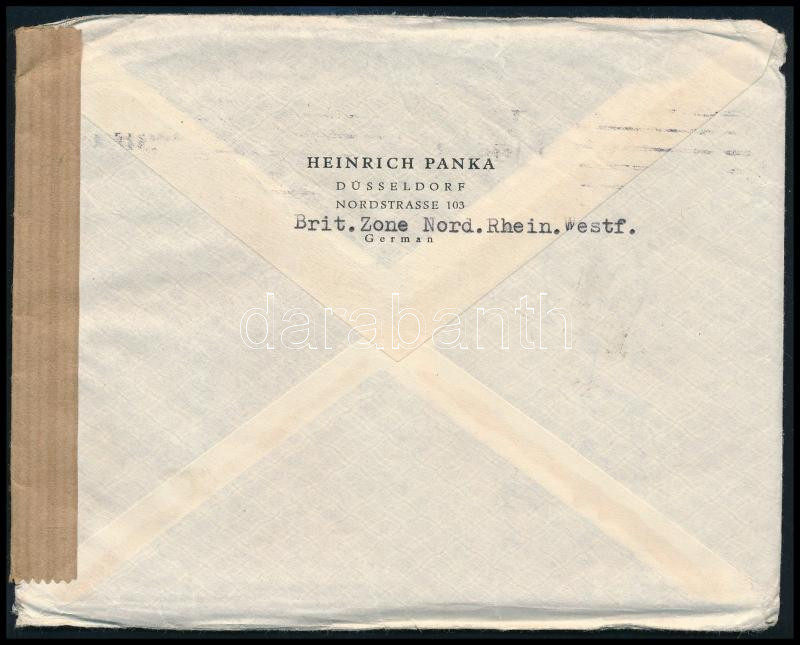 HEINRICH PANKA
DÜSSELDORF
NORDSTRASSE 103
Brit.Zone Nord.Rhein.Westf.
German
darabanth